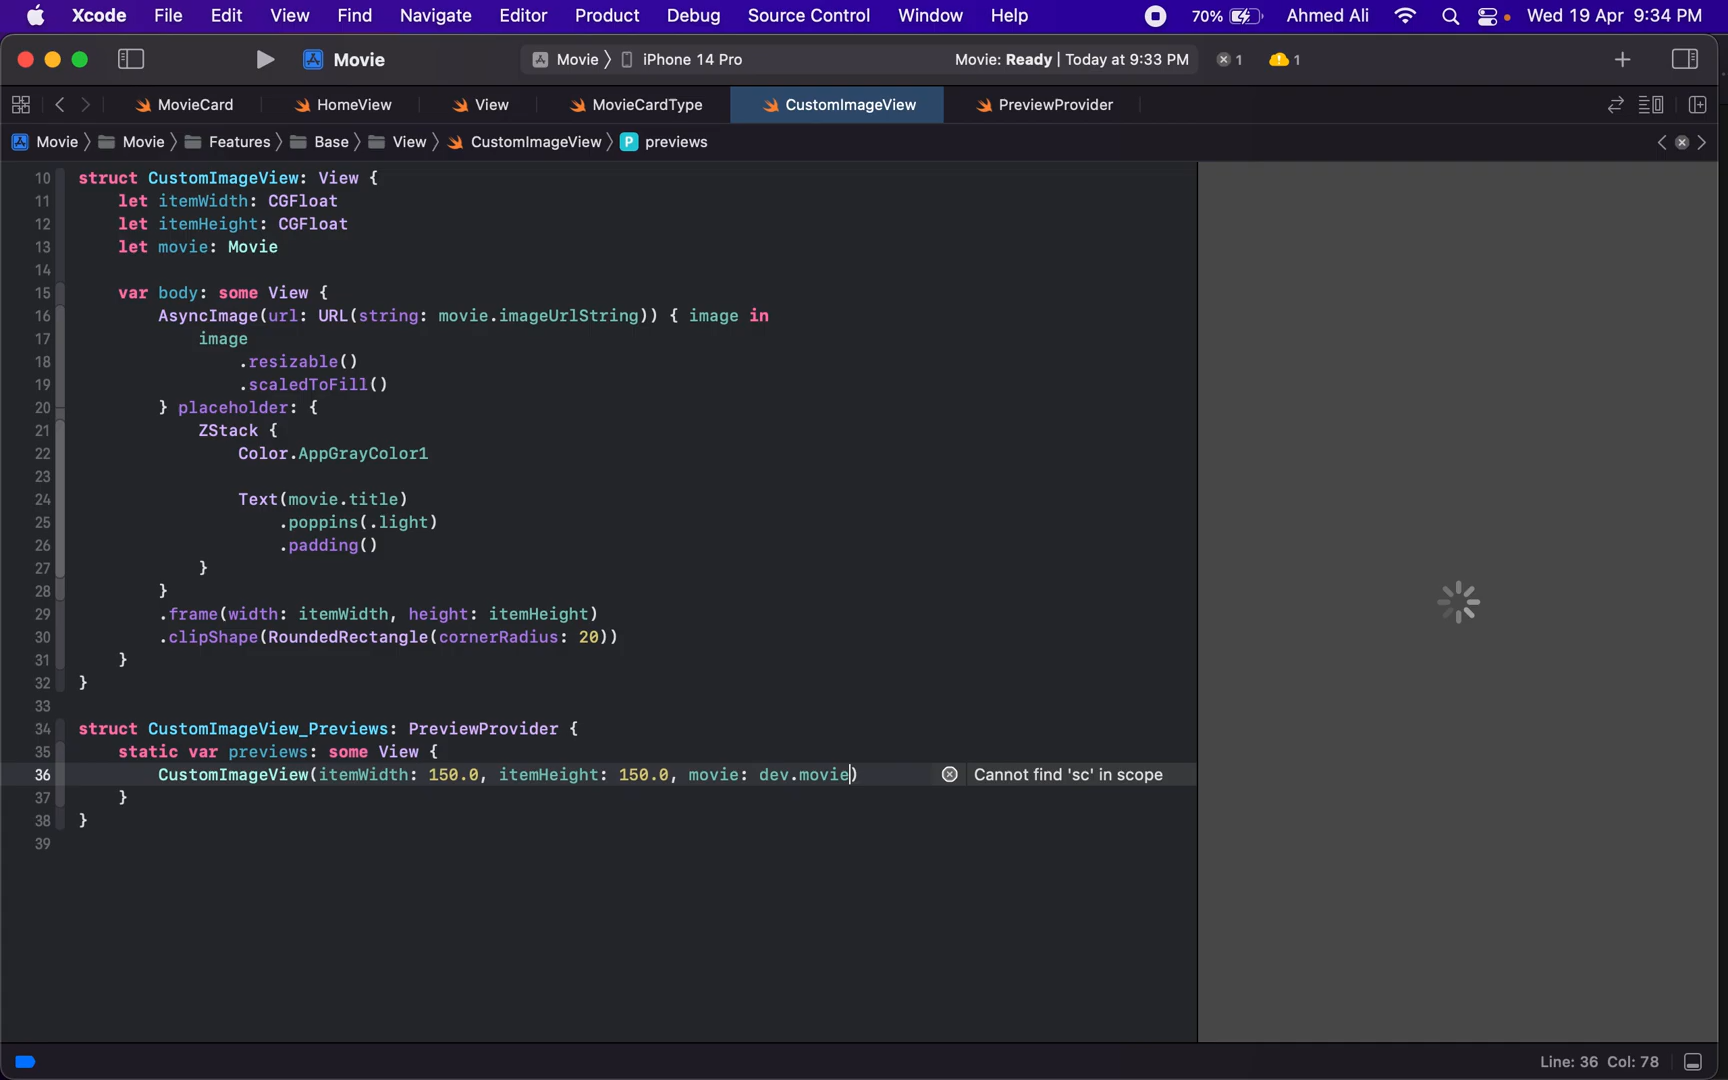 Xcode File Edit View Find Navigate Editor Product Debug Source Control Window Help 70% Ahmed Ali Wed 19 Apr 9:34 PM
Movie Movie 〉 iPhone 14 Pro Movie: Ready | Today at 9:33 PM 1 1
MovieCard HomeView View MovieCardType CustomImageView PreviewProvider
Movie 〉 Movie 〉 Features 〉 Base 〉 View 〉 CustomImageView 〉 P previews
10 struct CustomImageView: View {
11 let itemWidth: CGFloat
12 let itemHeight: CGFloat
13 let movie: Movie
14
15 var body: some View {
16 AsyncImage(url: URL(string: movie.imageUrlString)) { image in
17 image
18 .resizable()
19 .scaledToFill()
20 } placeholder: {
21 ZStack {
22 Color.AppGrayColor1
23
24 Text(movie.title)
25 .poppins(.light)
26 .padding()
27 }
28 }
29 .frame(width: itemWidth, height: itemHeight)
30 .clipShape(RoundedRectangle(cornerRadius: 20))
31 }
32 }
33
34 struct CustomImageView_Previews: PreviewProvider {
35 static var previews: some View {
36 CustomImageView(itemWidth: 150.0, itemHeight: 150.0, movie: dev.movie) Cannot find 'sc' in scope
37 }
38 }
39
Line: 36 Col: 78